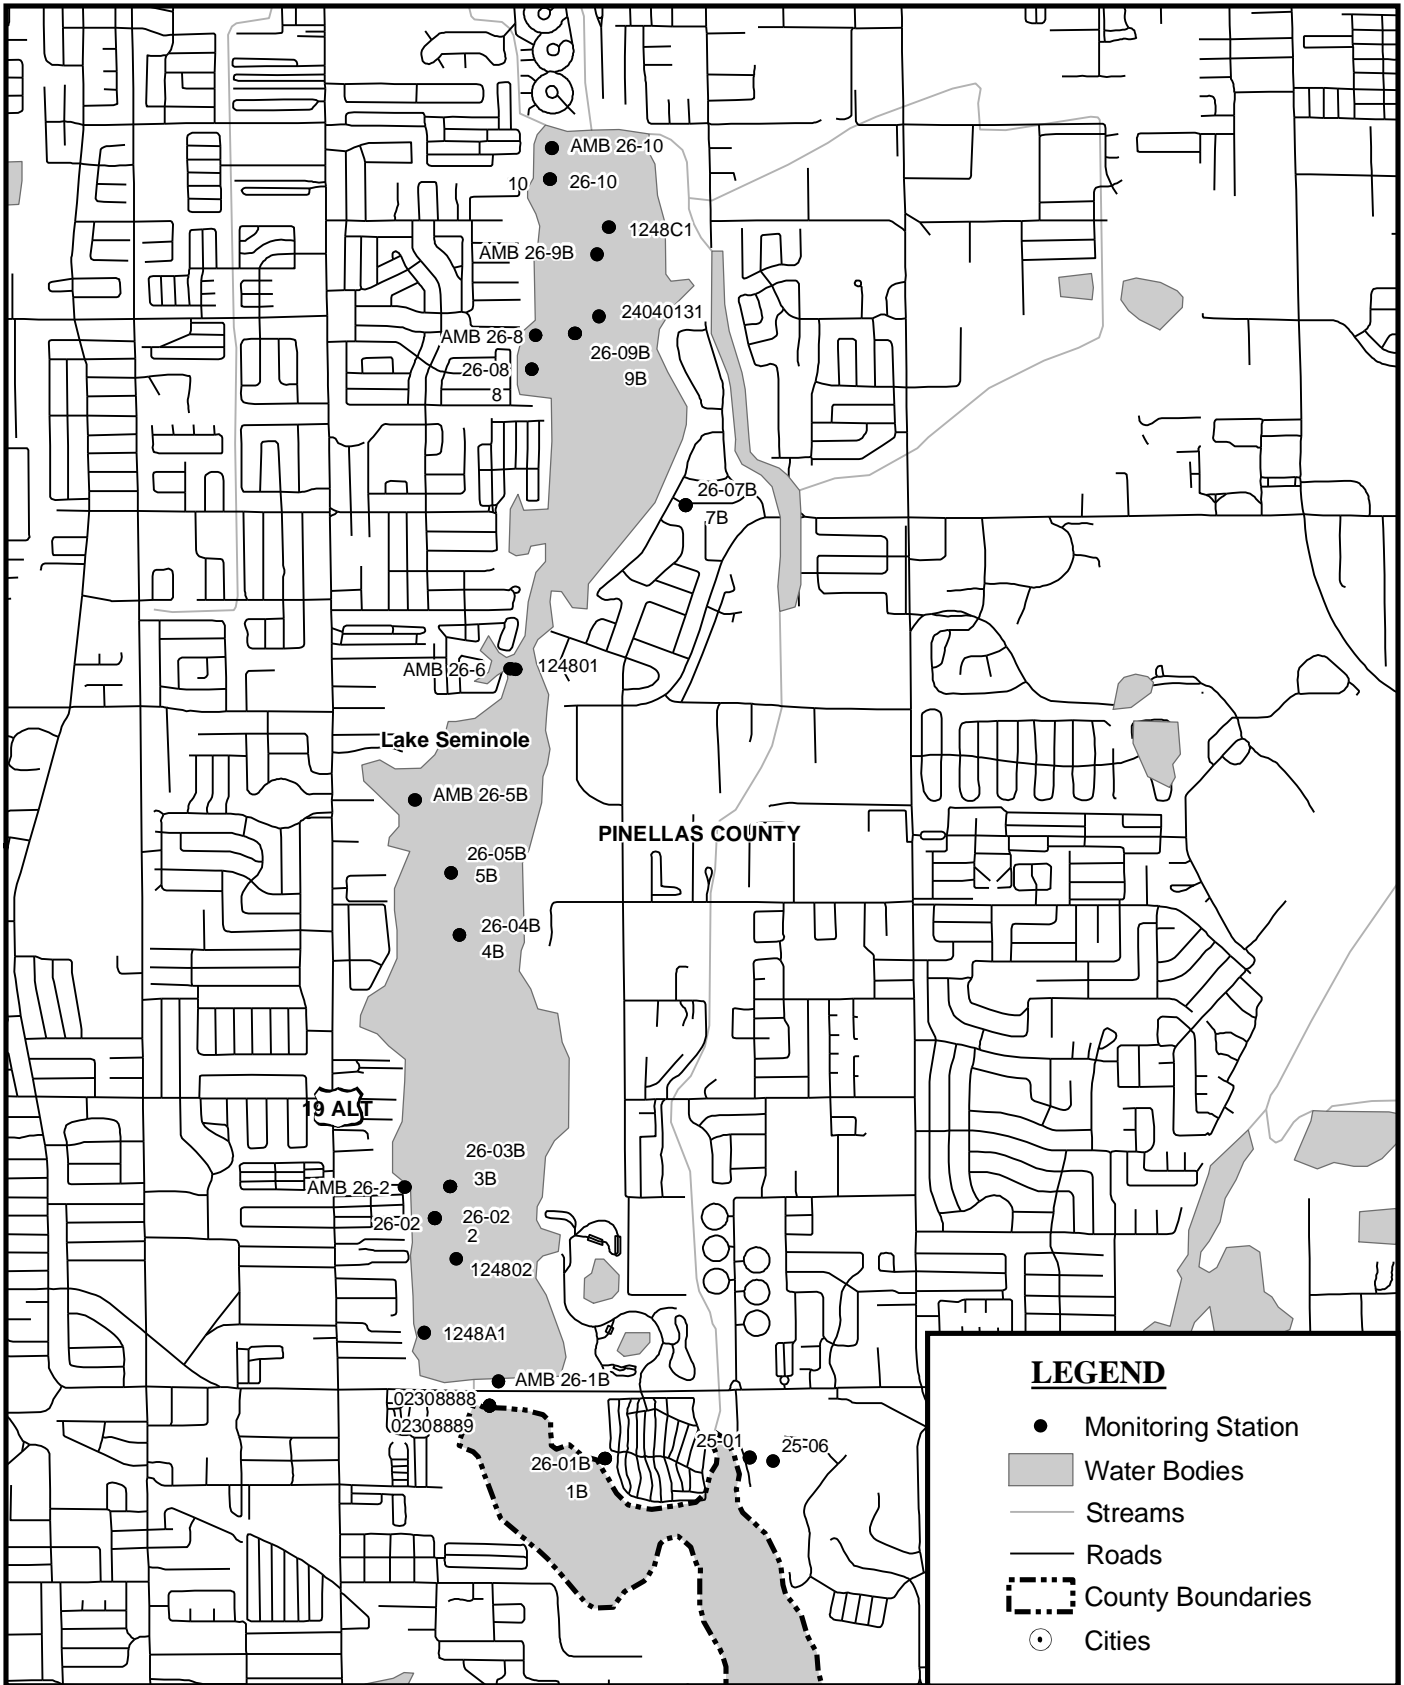 AMB 26-10
10
26-10
1248C1
AMB 26-9B
24040131
AMB 26-8
26-09B
9B
26-08
8
26-07B
7B
AMB 26-6
124801
Lake Seminole
AMB 26-5B
PINELLAS COUNTY
26-05B
5B
26-04B
4B
19 ALT
26-03B
3B
AMB 26-2
26-02
26-02
2
124802
1248A1
AMB 26-1B
02308888
02308889
25-01
25-06
26-01B
1B
LEGEND
Monitoring Station
Water Bodies
Streams
Roads
County Boundaries
Cities